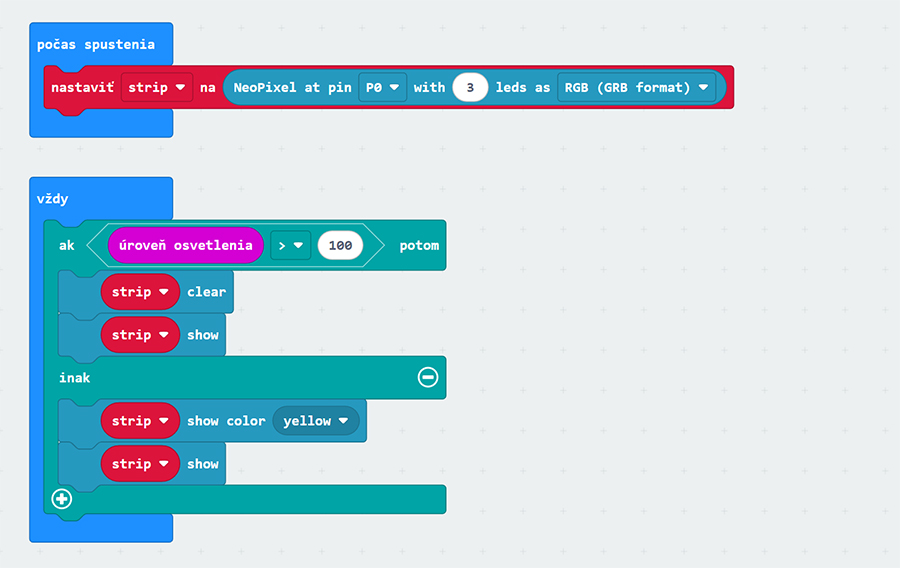 počas spustenia
nastaviť strip na NeoPixel at pin P0 with 3 leds as RGB (GRB format)
vždy
ak úroveň osvetlenia > 100 potom
strip clear
strip show
inak
strip show color yellow
strip show